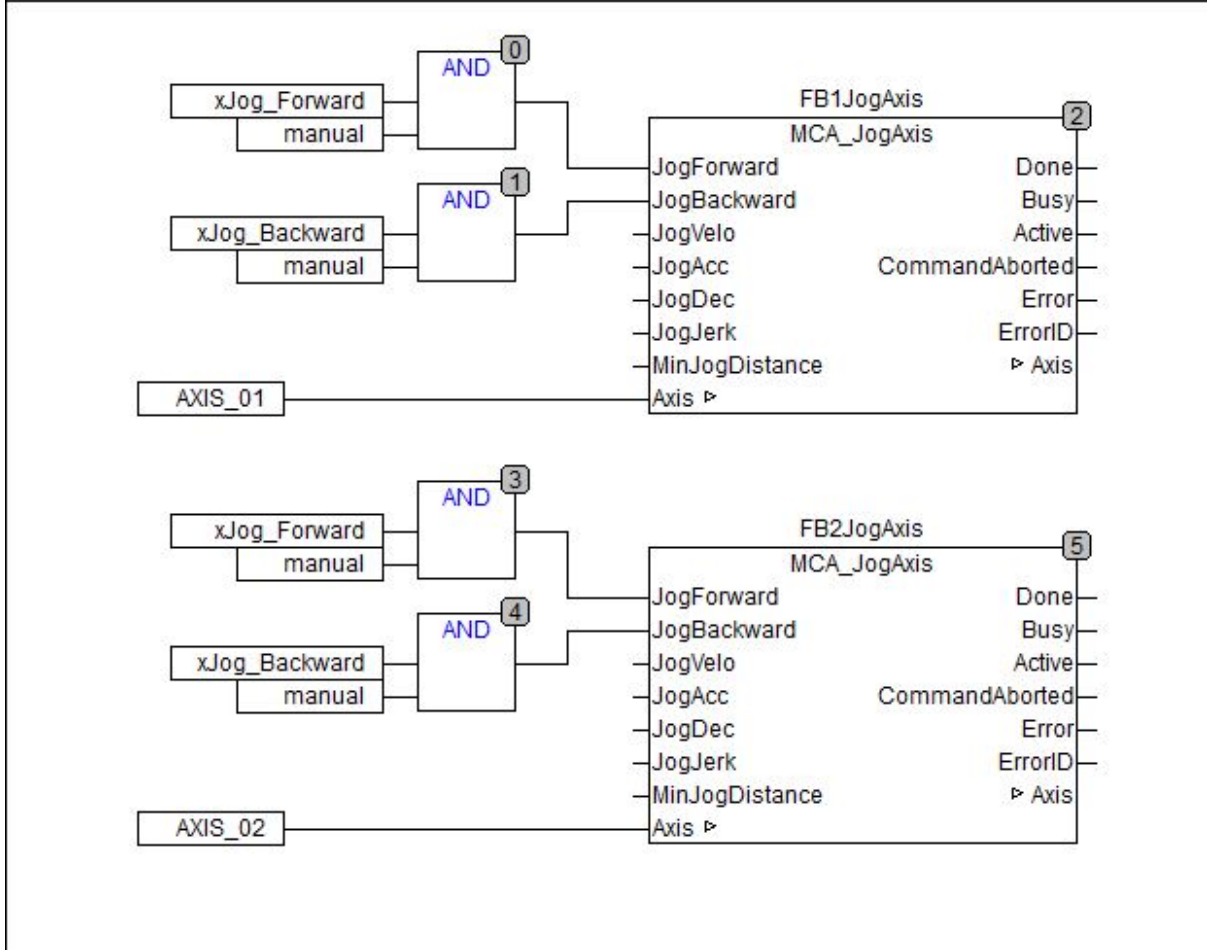 AND 0
xJog_Forward
manual
FB1JogAxis
2
MCA_JogAxis
JogForward Done
AND 1
JogBackward Busy
xJog_Backward
JogVelo Active
manual
JogAcc CommandAborted
JogDec Error
JogJerk ErrorID
MinJogDistance Axis
AXIS_01
Axis
AND 3
xJog_Forward
manual
FB2JogAxis
5
MCA_JogAxis
JogForward Done
AND 4
JogBackward Busy
xJog_Backward
JogVelo Active
manual
JogAcc CommandAborted
JogDec Error
JogJerk ErrorID
MinJogDistance Axis
AXIS_02
Axis